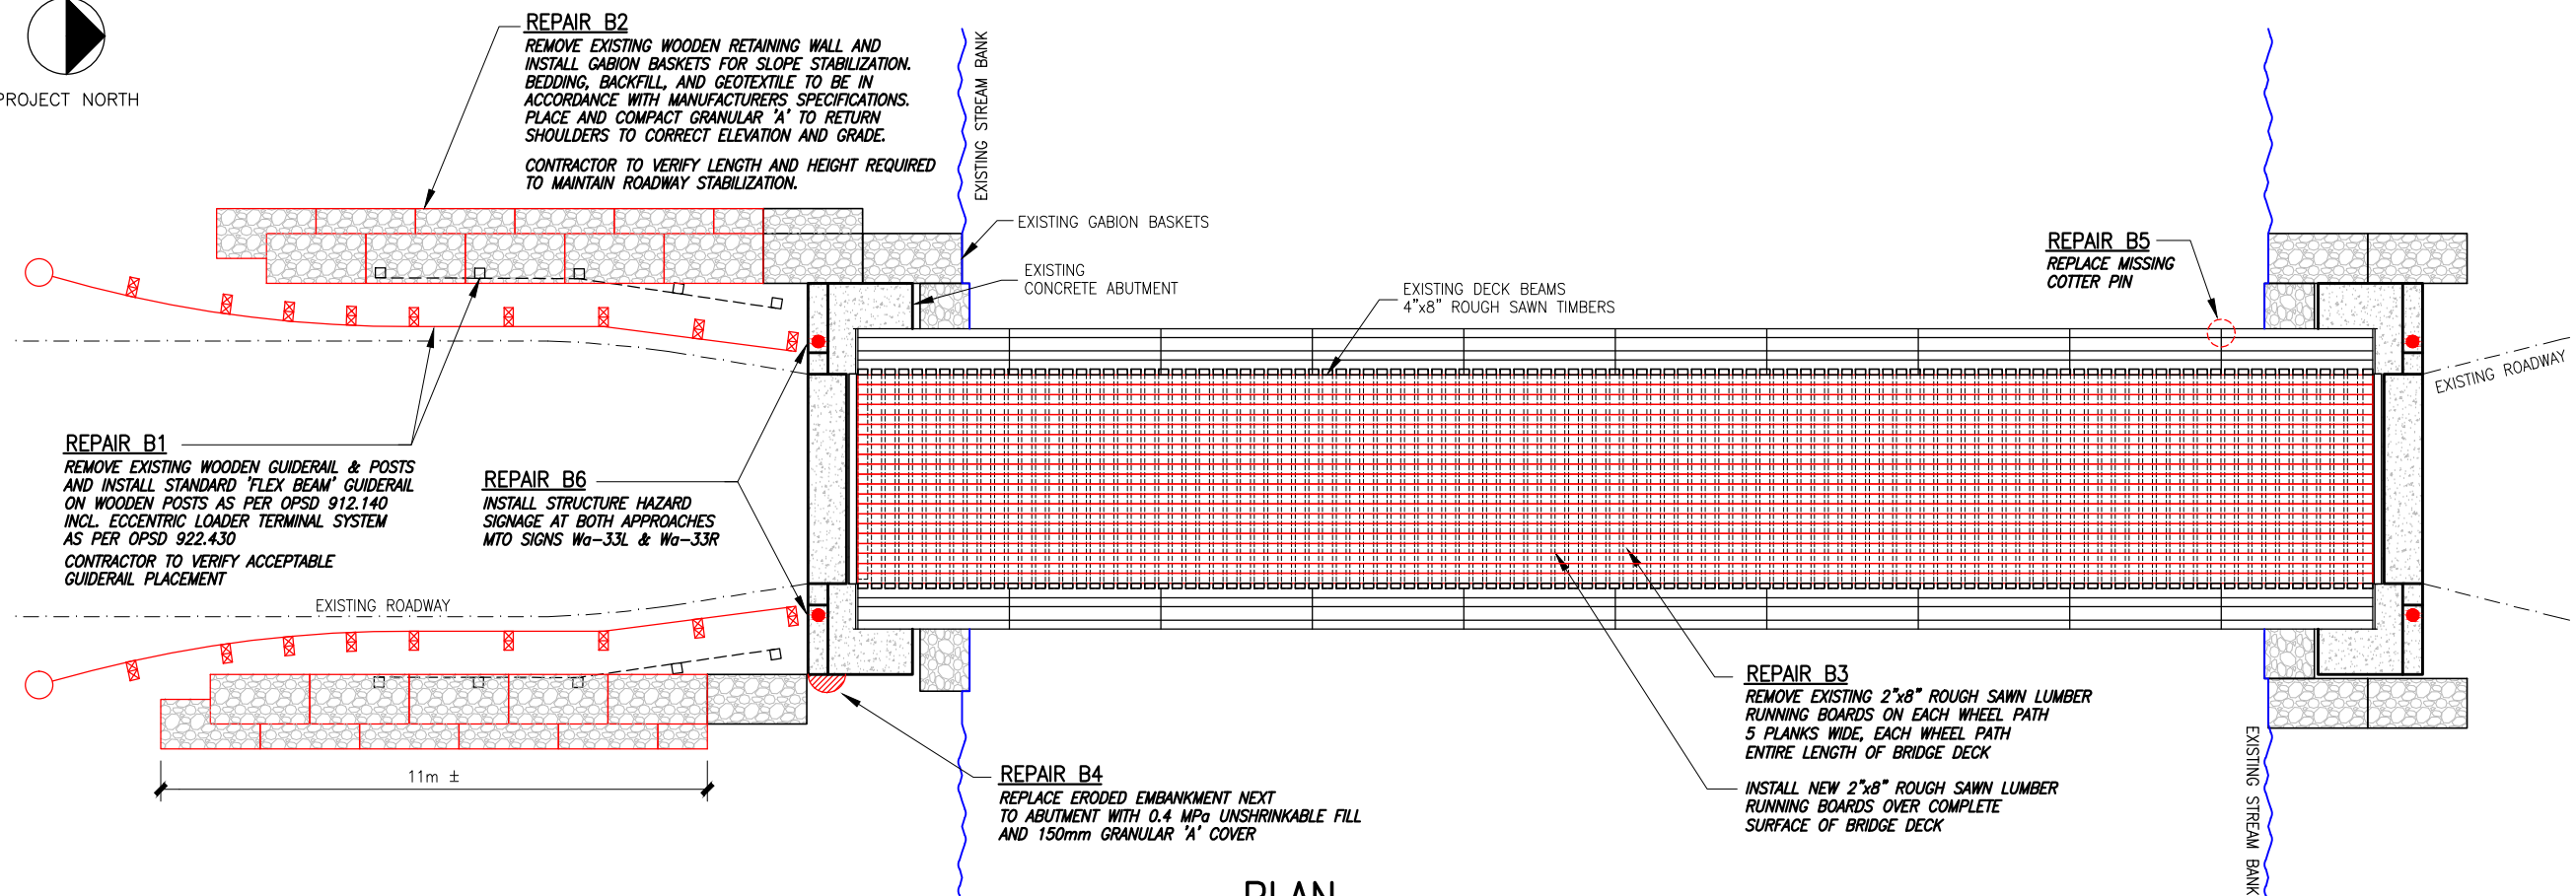 PROJECT NORTH
REPAIR B2
REMOVE EXISTING WOODEN RETAINING WALL AND
INSTALL GABION BASKETS FOR SLOPE STABILIZATION.
BEDDING, BACKFILL, AND GEOTEXTILE TO BE IN
ACCORDANCE WITH MANUFACTURERS SPECIFICATIONS.
PLACE AND COMPACT GRANULAR 'A' TO RETURN
SHOULDERS TO CORRECT ELEVATION AND GRADE.
CONTRACTOR TO VERIFY LENGTH AND HEIGHT REQUIRED
TO MAINTAIN ROADWAY STABILIZATION.
EXISTING STREAM BANK
EXISTING GABION BASKETS
EXISTING
CONCRETE ABUTMENT
EXISTING DECK BEAMS
4"x8" ROUGH SAWN TIMBERS
REPAIR B5
REPLACE MISSING
COTTER PIN
EXISTING ROADWAY
REPAIR B1
REMOVE EXISTING WOODEN GUIDERAIL & POSTS
AND INSTALL STANDARD 'FLEX BEAM' GUIDERAIL
ON WOODEN POSTS AS PER OPSD 912.140
INCL. ECCENTRIC LOADER TERMINAL SYSTEM
AS PER OPSD 922.430
CONTRACTOR TO VERIFY ACCEPTABLE
GUIDERAIL PLACEMENT
REPAIR B6
INSTALL STRUCTURE HAZARD
SIGNAGE AT BOTH APPROACHES
MTO SIGNS Wa-33L & Wa-33R
EXISTING ROADWAY
11m ±
REPAIR B4
REPLACE ERODED EMBANKMENT NEXT
TO ABUTMENT WITH 0.4 MPa UNSHRINKABLE FILL
AND 150mm GRANULAR 'A' COVER
REPAIR B3
REMOVE EXISTING 2"x8" ROUGH SAWN LUMBER
RUNNING BOARDS ON EACH WHEEL PATH
5 PLANKS WIDE, EACH WHEEL PATH
ENTIRE LENGTH OF BRIDGE DECK
INSTALL NEW 2"x8" ROUGH SAWN LUMBER
RUNNING BOARDS OVER COMPLETE
SURFACE OF BRIDGE DECK
EXISTING STREAM BANK
PLAN